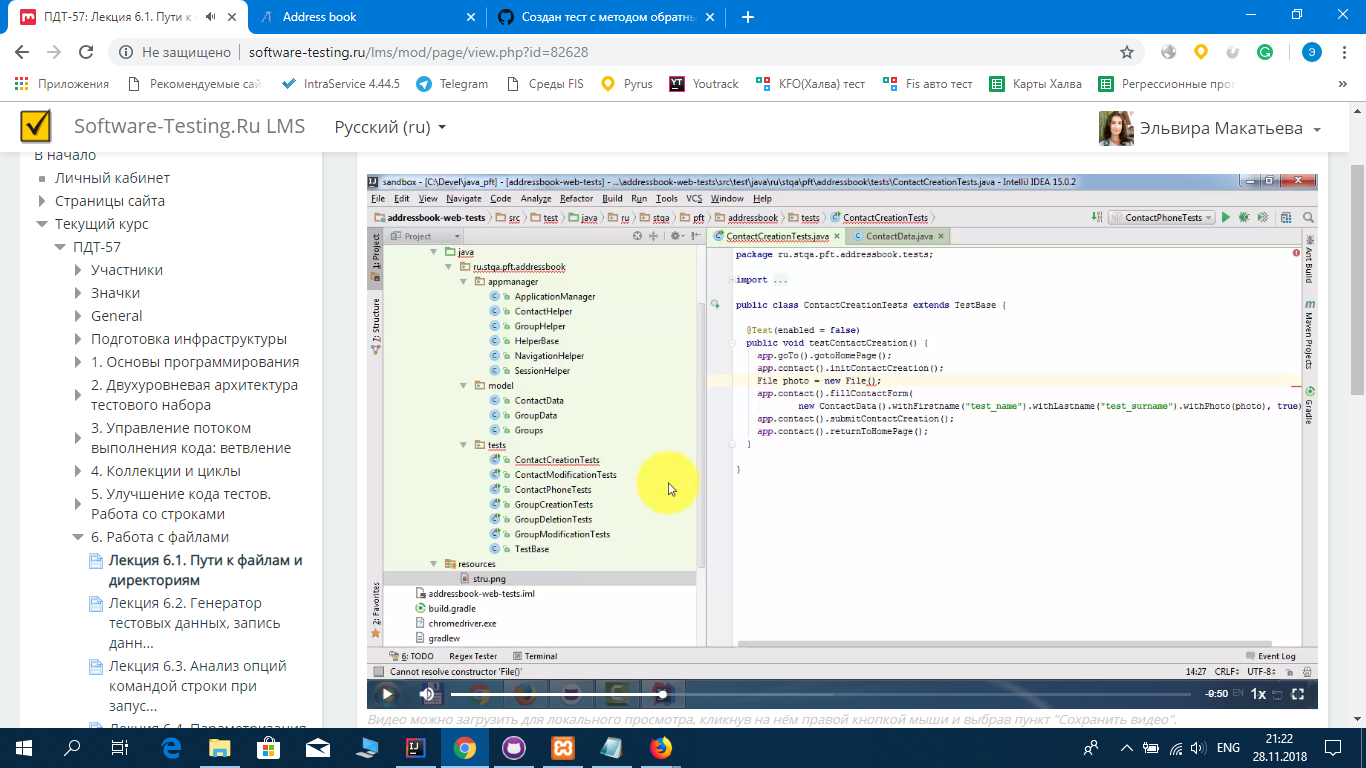 ПДТ-57: Лекция 6.1. Пути к
Address book
Создан тест с методом обратны
Не защищено
software-testing.ru/lms/mod/page/view.php?id=82628
Э
Приложения
Рекомендуемые сай
IntraService 4.44.5
Telegram
Среды FIS
Pyrus
Youtrack
KFO(Халва) тест
Fis авто тест
Карты Халва
Регрессионные про
»
Software-Testing.Ru LMS
Русский (ru)
Эльвира Макатьева
В начало
Личный кабинет
Страницы сайта
Текущий курс
ПДТ-57
Участники
Значки
General
Подготовка инфраструктуры
1. Основы программирования
2. Двухуровневая архитектура
тестового набора
3. Управление потоком
выполнения кода: ветвление
4. Коллекции и циклы
5. Улучшение кода тестов.
Работа со строками
6. Работа с файлами
Лекция 6.1. Пути к файлам и
директориям
Лекция 6.2. Генератор
тестовых данных, запись
данн...
Лекция 6.3. Анализ опций
командой строки при
запус...
Лекция 6.4. Параметризация
sandbox - [C:\Devel\java_pft] - [addressbook-web-tests] - ...\addressbook-web-tests\src\test\java\ru\stqa\pft\addressbook\tests\ContactCreationTests.java - IntelliJ IDEA 15.0.2
File Edit View Navigate Code Analyze Refactor Build Run Tools VCS Window Help
addressbook-web-tests src test java ru stqa pft addressbook tests ContactCreationTests
ContactPhoneTests
1: Project
7: Structure
2: Favorites
Project
java
ru.stqa.pft.addressbook
appmanager
ApplicationManager
ContactHelper
GroupHelper
HelperBase
NavigationHelper
SessionHelper
model
ContactData
GroupData
Groups
tests
ContactCreationTests
ContactModificationTests
ContactPhoneTests
GroupCreationTests
GroupDeletionTests
GroupModificationTests
TestBase
resources
stru.png
addressbook-web-tests.iml
build.gradle
chromedriver.exe
gradlew
ContactCreationTests.java
ContactData.java
package ru.stqa.pft.addressbook.tests;
import ...
public class ContactCreationTests extends TestBase {
@Test(enabled = false)
public void testContactCreation() {
app.goTo().gotoHomePage();
app.contact().initContactCreation();
File photo = new File();
app.contact().fillContactForm(
new ContactData().withFirstname("test_name").withLastname("test_surname").withPhoto(photo), true)
app.contact().submitContactCreation();
app.contact().returnToHomePage();
}
}
Ant Build
Maven Projects
Gradle
6: TODO
Regex Tester
Terminal
Event Log
Cannot resolve constructor 'File()'
14:27 CRLF UTF-8
-9:50
EN
1x
Видео можно загрузить для локального просмотра, кликнув на нём правой кнопкой мыши и выбрав пункт "Сохранить видео".
ENG
21:22
28.11.2018